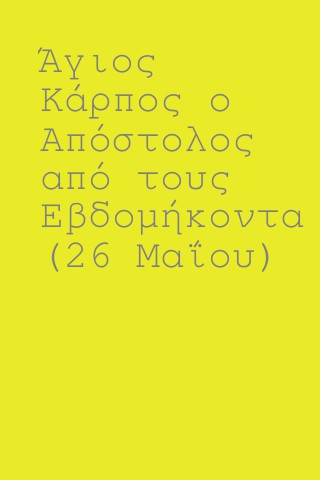 Άγιος
Κάρπος ο
Απόστολος
από τους
Εβδομήκοντα
(26 Μαΐου)